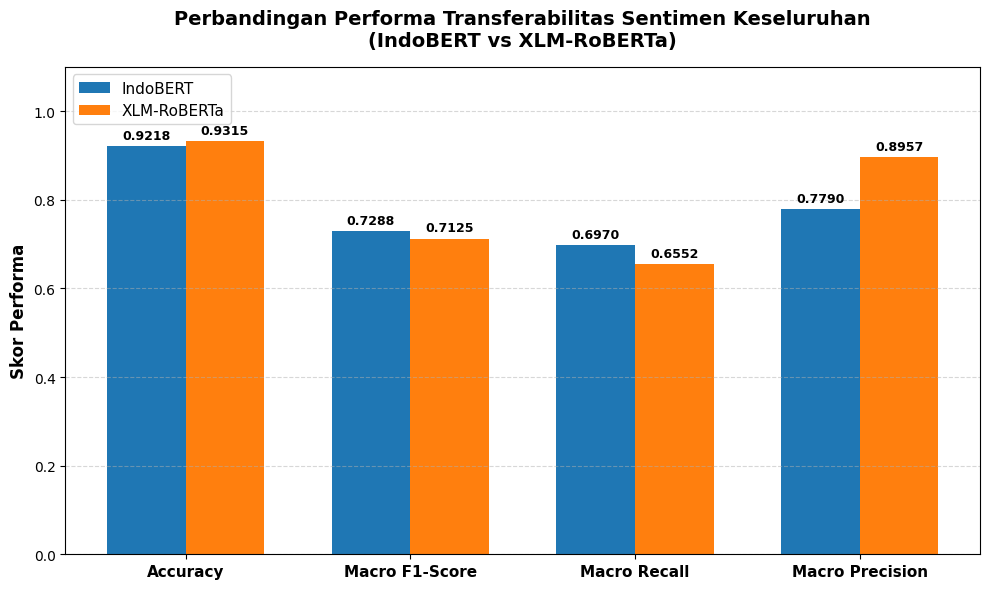 Perbandingan Performa Transferabilitas Sentimen Keseluruhan
(IndoBERT vs XLM-RoBERTa)
IndoBERT
XLM-RoBERTa
Skor Performa
1.0
0.8
0.6
0.4
0.2
0.0
0.9218
0.9315
0.7288
0.7125
0.6970
0.6552
0.7790
0.8957
Accuracy
Macro F1-Score
Macro Recall
Macro Precision